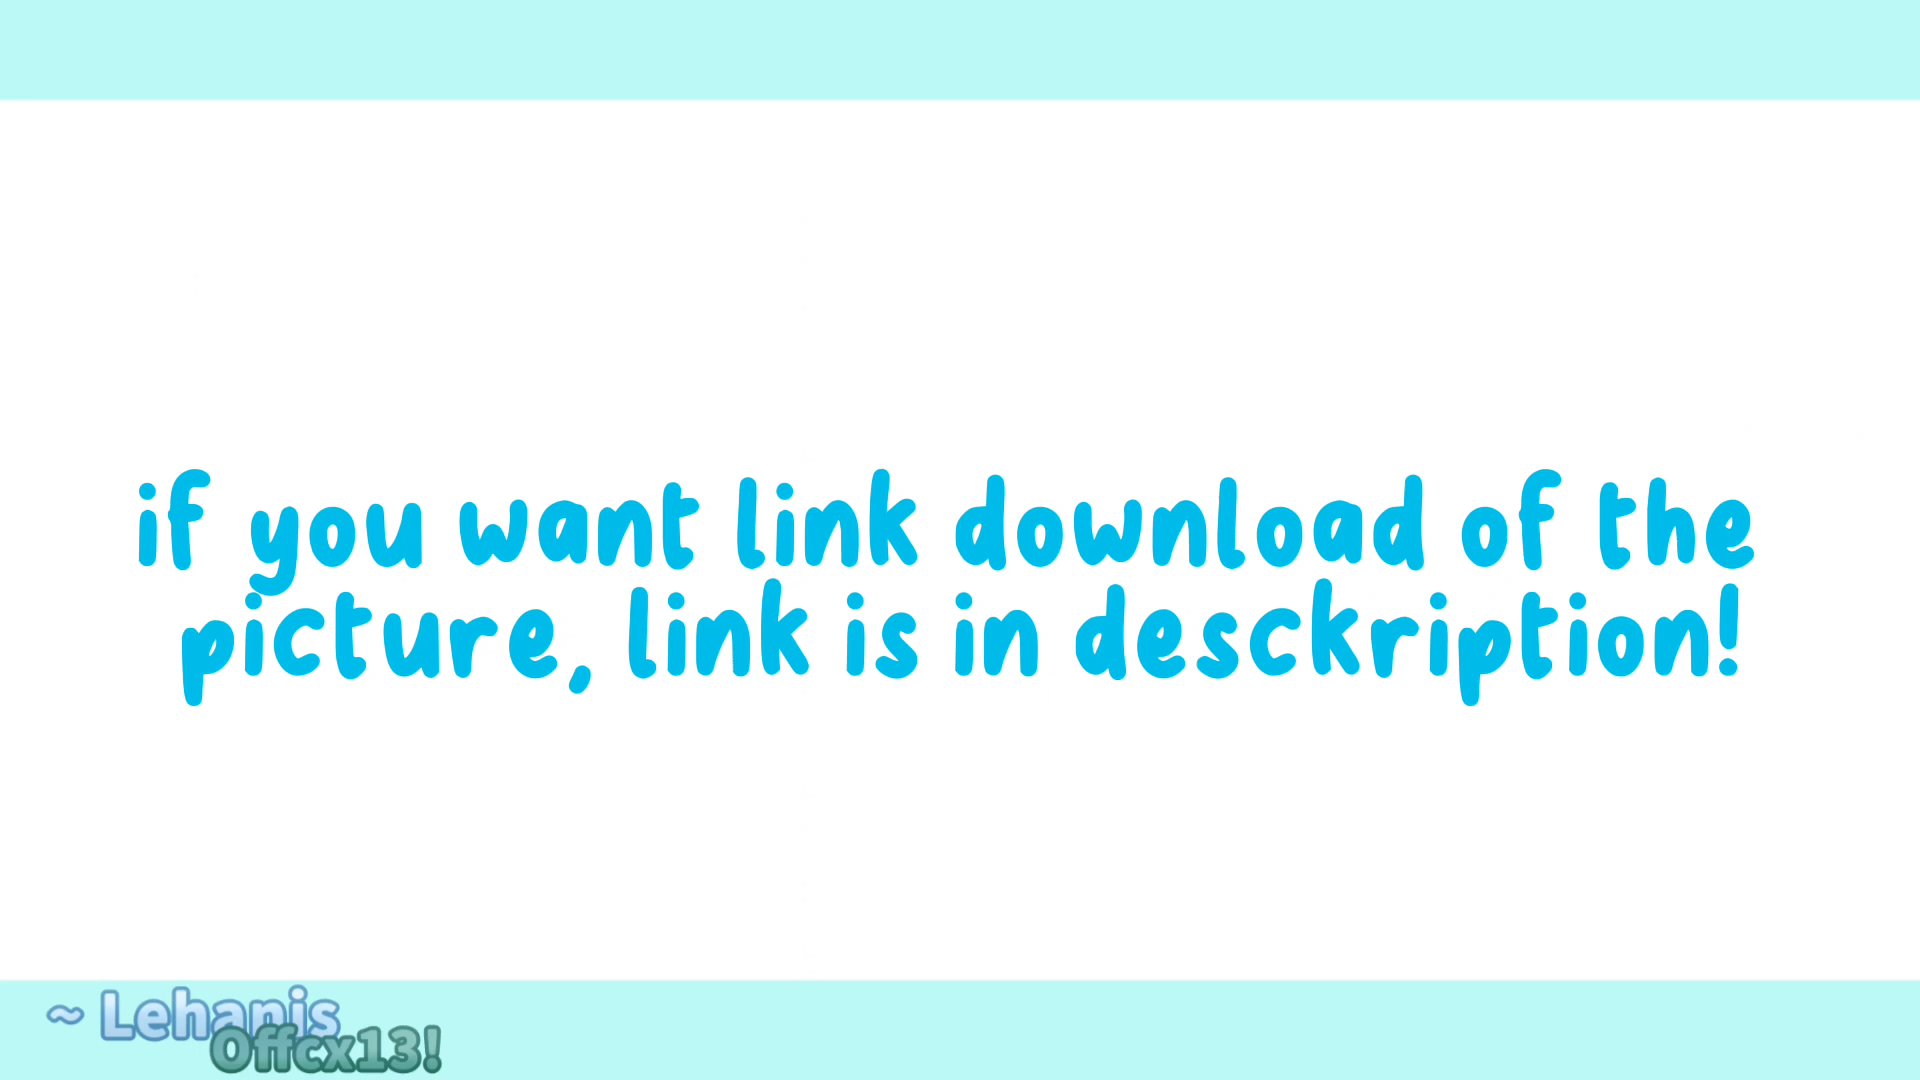 if you want link download of the
picture, link is in desckription!
~ Lehanis
Offcx13!